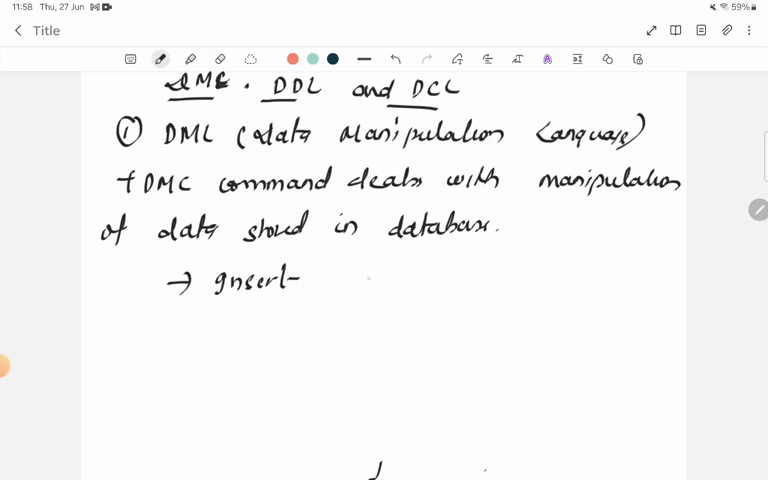 11:58 Thu, 27 Jun 59%
Title
DML . DDL and DCL
① DML (data Manipulation Language)
→ DML command deals with manipulation
of data stored in database.
→ Insert